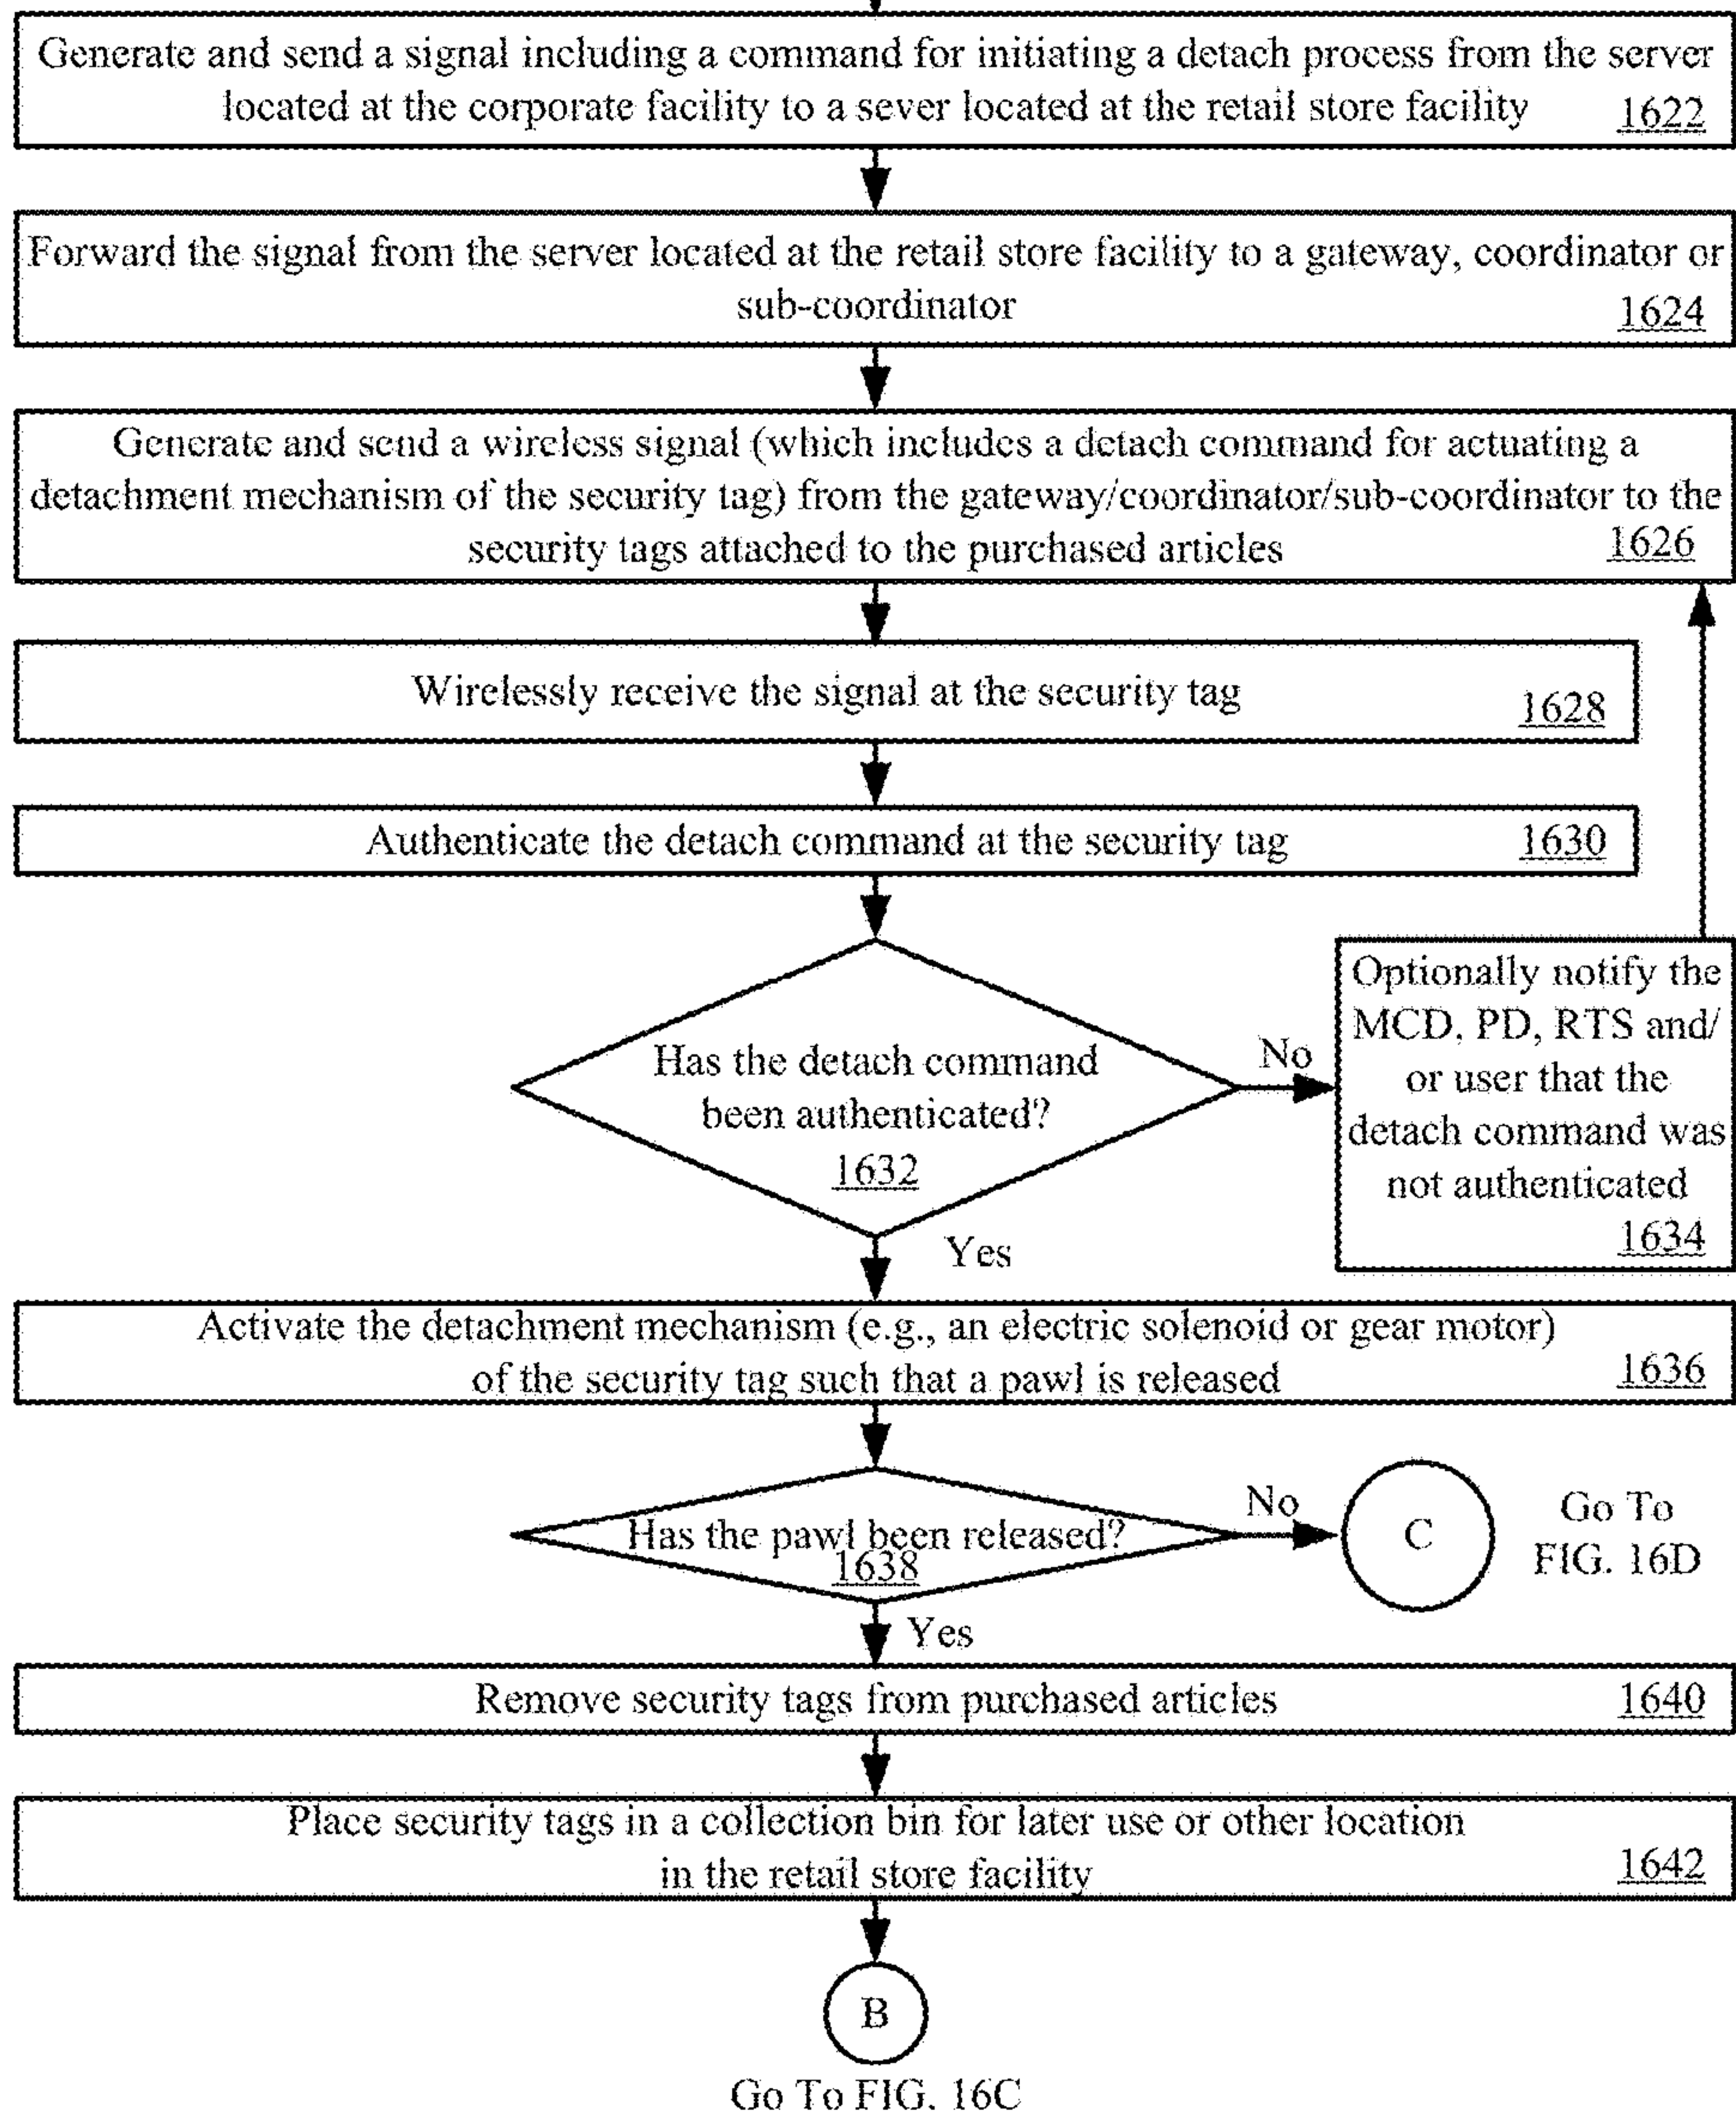 Generate and send a signal including a command for initiating a detach process from the server
located at the corporate facility to a sever located at the retail store facility 1622
Forward the signal from the server located at the retail store facility to a gateway, coordinator or
sub-coordinator 1624
Generate and send a wireless signal (which includes a detach command for actuating a
detachment mechanism of the security tag) from the gateway/coordinator/sub-coordinator to the
security tags attached to the purchased articles 1626
Wirelessly receive the signal at the security tag 1628
Authenticate the detach command at the security tag 1630
Has the detach command
been authenticated?
1632
No
Optionally notify the
MCD, PD, RTS and/
or user that the
detach command was
not authenticated
1634
Yes
Activate the detachment mechanism (e.g., an electric solenoid or gear motor)
of the security tag such that a pawl is released 1636
Has the pawl been released?
1638
No
C
Go To
FIG. 16D
Yes
Remove security tags from purchased articles 1640
Place security tags in a collection bin for later use or other location
in the retail store facility 1642
B
Go To FIG. 16C